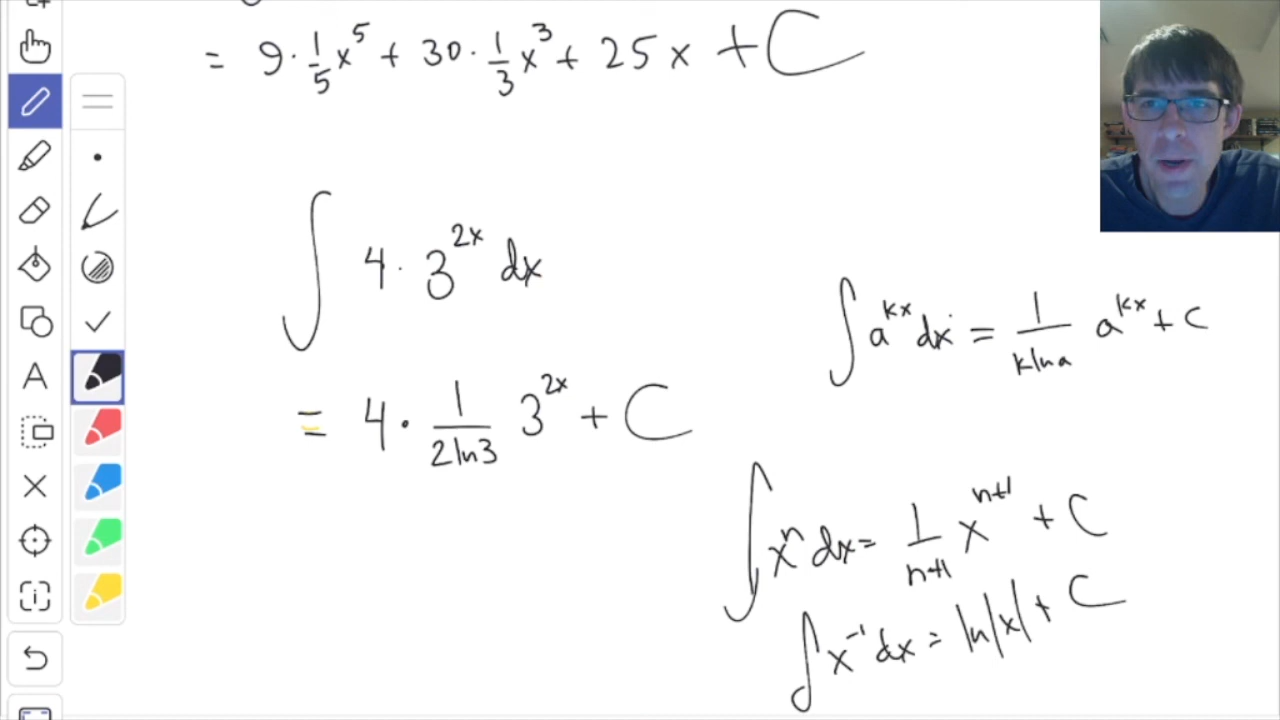 = 9 · 1/5 x^5 + 30 · 1/3 x^3 + 25x + C
∫ 4 · 3^{2x} dx
∫ a^{kx} dx = 1/(k ln a) a^{kx} + C
= 4 · 1/(2 ln 3) 3^{2x} + C
∫ x^n dx = 1/(n+1) x^{n+1} + C
∫ x^{-1} dx = ln|x| + C
A